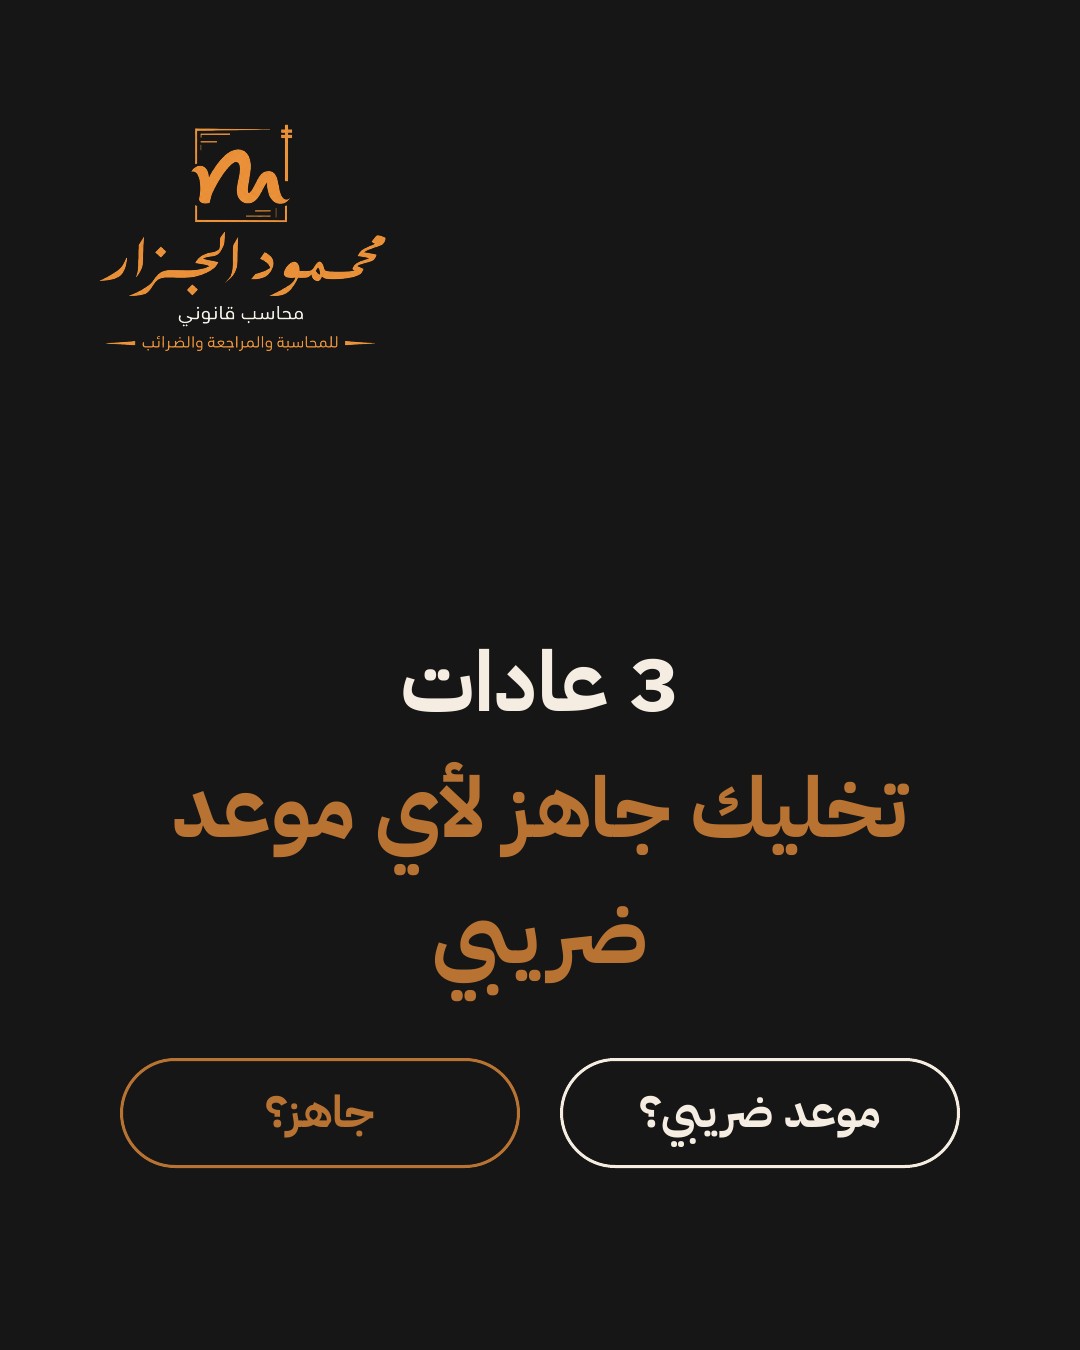 محمود الجزار
محاسب قانوني
للمحاسبة والمراجعة والضرائب
3 عادات
تخليك جاهز لأي موعد
ضريبي
موعد ضريبي؟
جاهز؟